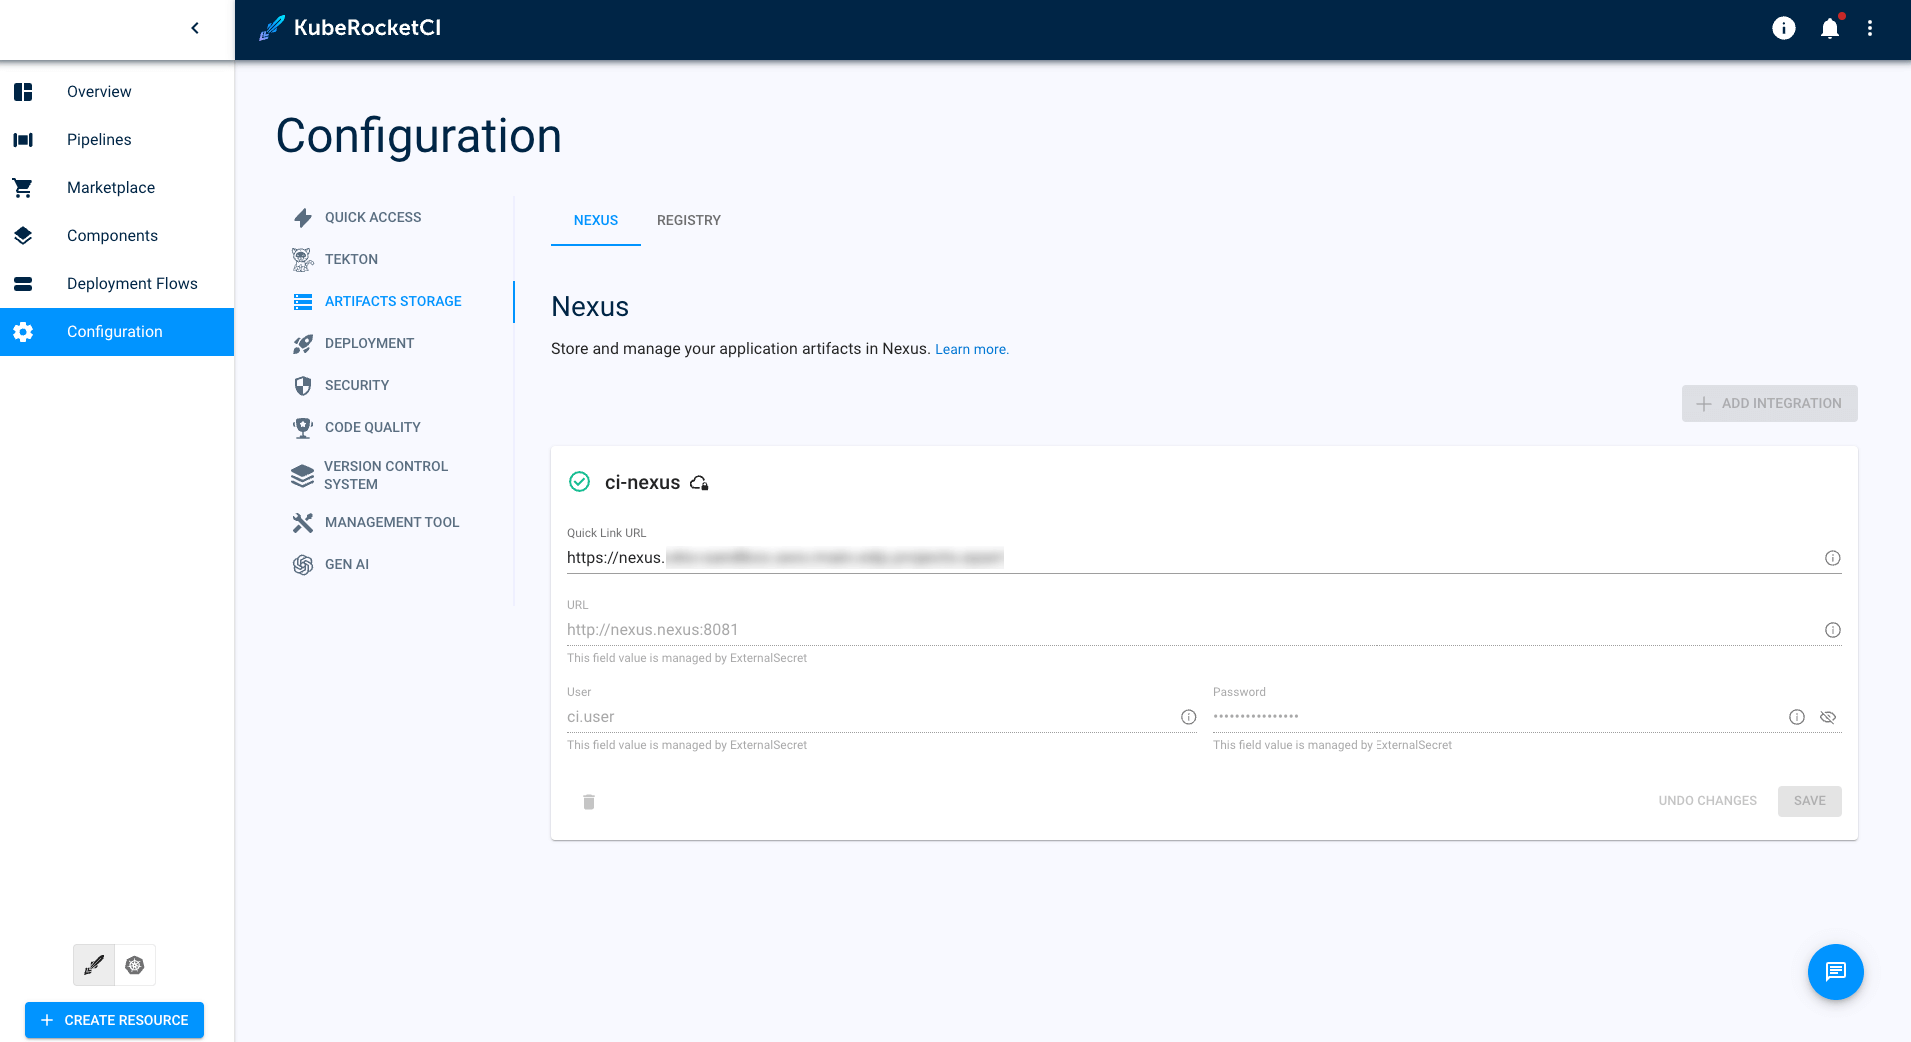 KubeRocketCI
Overview
Pipelines
Marketplace
Components
Deployment Flows
Configuration
CREATE RESOURCE
Configuration
QUICK ACCESS
TEKTON
ARTIFACTS STORAGE
DEPLOYMENT
SECURITY
CODE QUALITY
VERSION CONTROL
SYSTEM
MANAGEMENT TOOL
GEN AI
NEXUS REGISTRY
Nexus
Store and manage your application artifacts in Nexus. Learn more.
ADD INTEGRATION
ci-nexus
Quick Link URL
https://nexus.
URL
http://nexus.nexus:8081
This field value is managed by ExternalSecret
User Password
ci.user ••••••••••••••••
This field value is managed by ExternalSecret This field value is managed by ExternalSecret
UNDO CHANGES SAVE